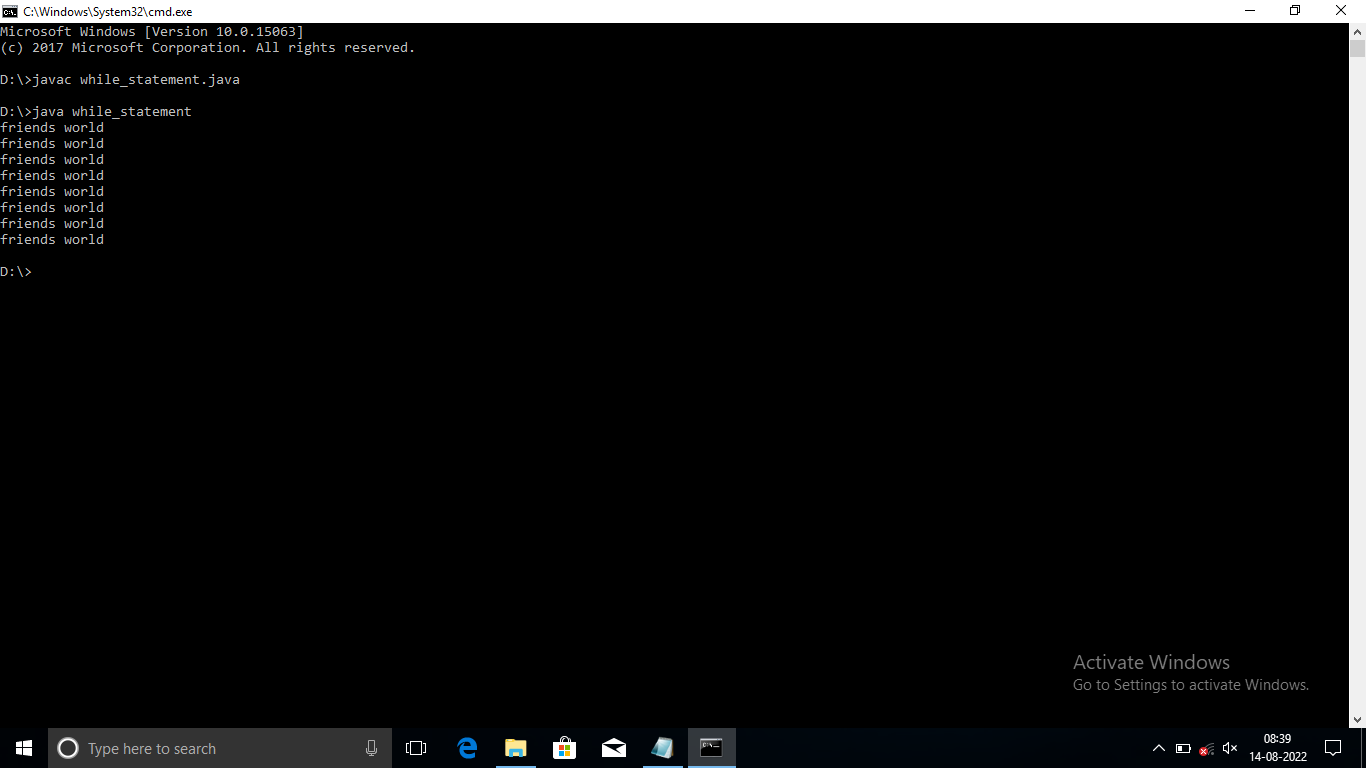 C:\Windows\System32\cmd.exe
Microsoft Windows [Version 10.0.15063]
(c) 2017 Microsoft Corporation. All rights reserved.
D:\>javac while_statement.java
D:\>java while_statement
friends world
friends world
friends world
friends world
friends world
friends world
friends world
friends world
D:\>
Activate Windows
Go to Settings to activate Windows.
Type here to search
08:39
14-08-2022